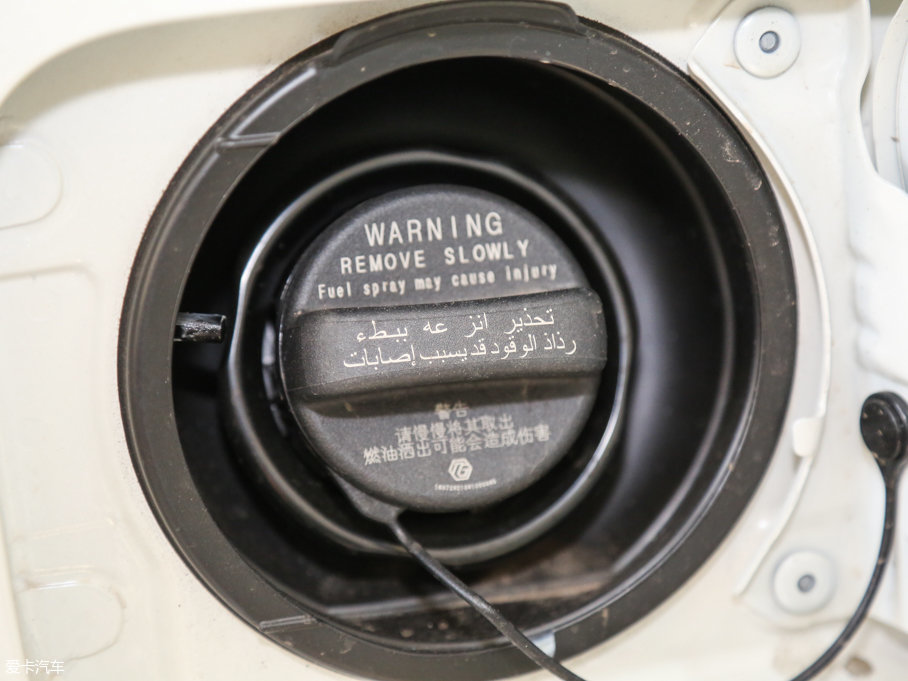 WARNING
REMOVE SLOWLY
Fuel spray may cause injury
تحذير انز عه ببطء
رذاذ الوقود قد يسبب إصابات
警告
请慢慢将其取出
燃油洒出可能会造成伤害
爱卡汽车